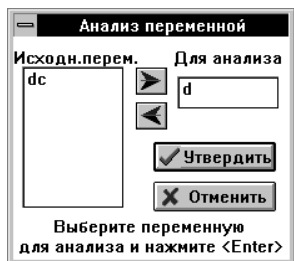 Анализ переменной
Исходн.перем. Для анализа
dc
d
Утвердить
Отменить
Выберите переменную
для анализа и нажмите <Enter>